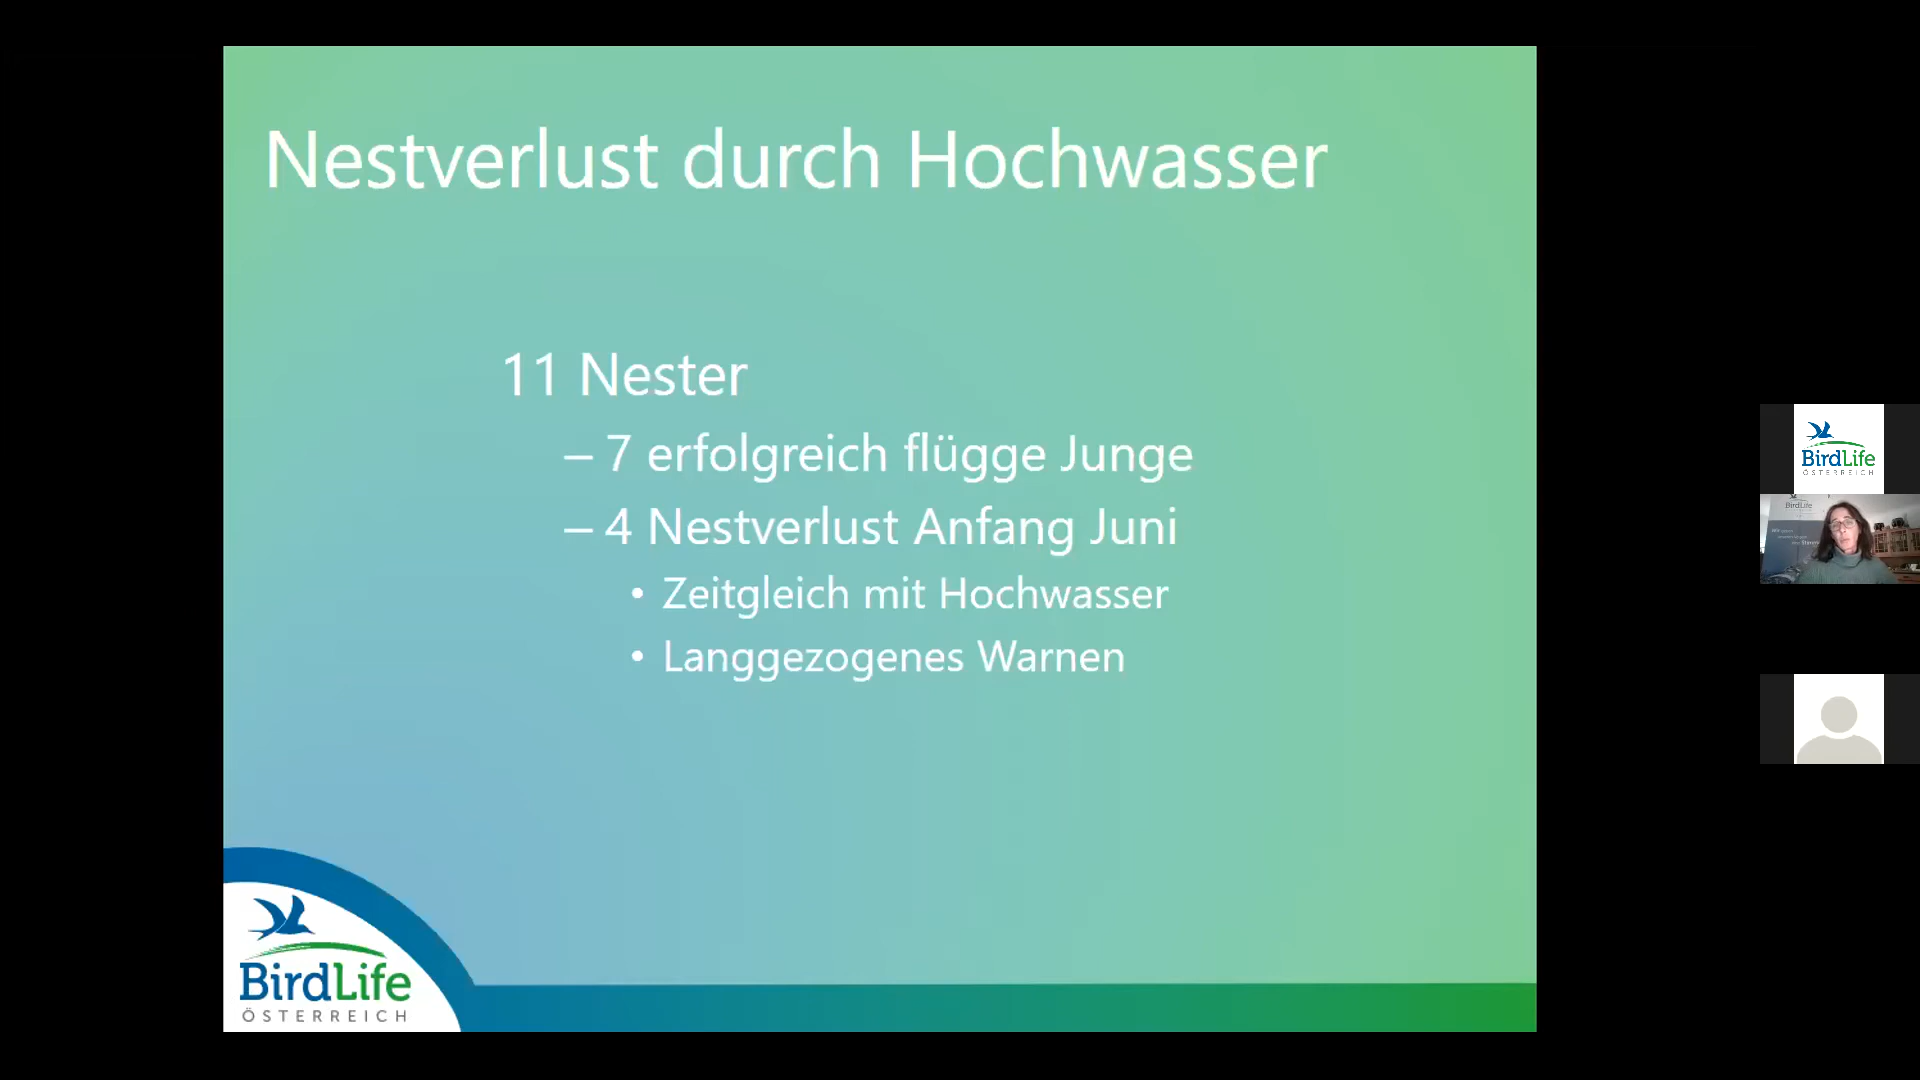 Nestverlust durch Hochwasser
11 Nester
– 7 erfolgreich flügge Junge
– 4 Nestverlust Anfang Juni
• Zeitgleich mit Hochwasser
• Langgezogenes Warnen
BirdLife
ÖSTERREICH
BirdLife
ÖSTERREICH
BirdLife